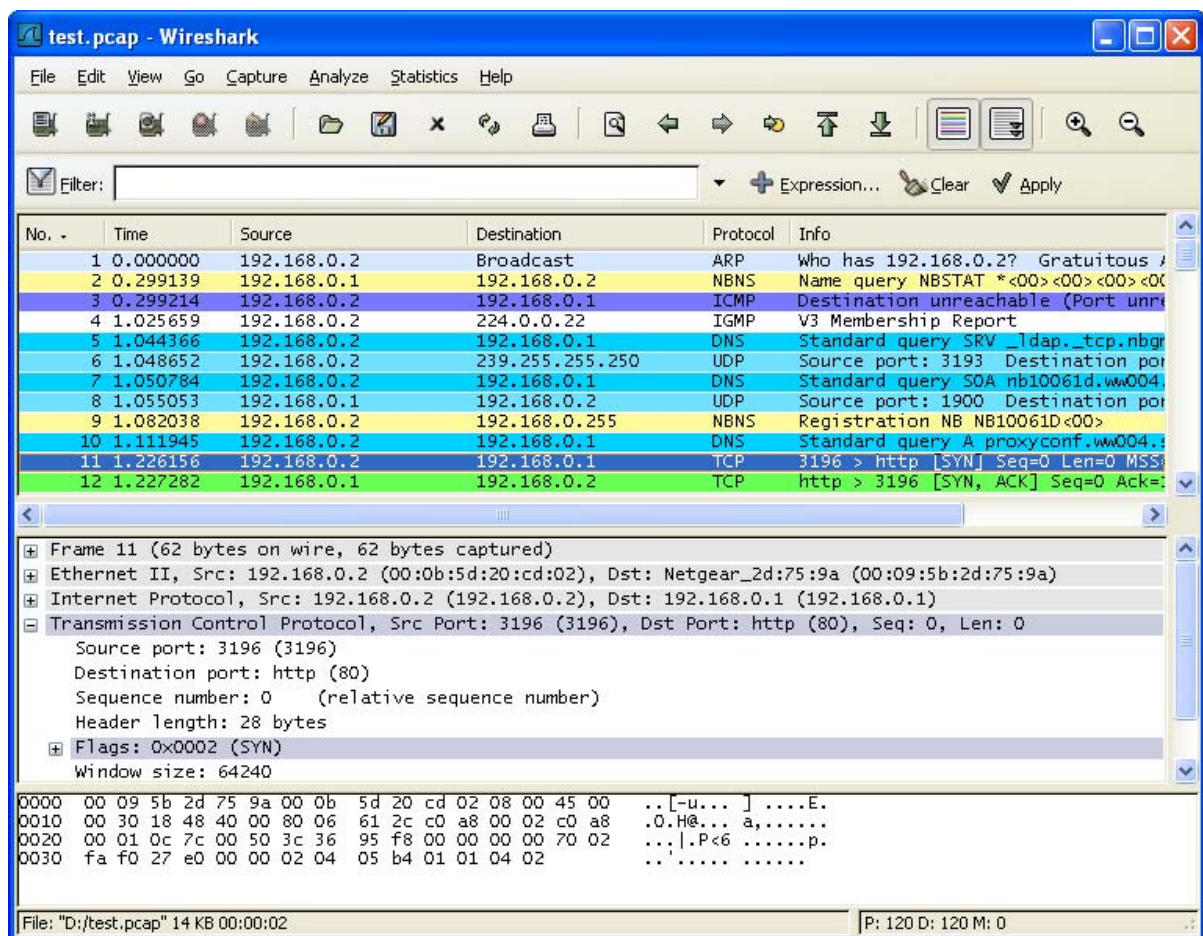 test.pcap - Wireshark
File Edit View Go Capture Analyze Statistics Help
Filter: Expression... Clear Apply
No. - Time Source Destination Protocol Info
1 0.000000 192.168.0.2 Broadcast ARP Who has 192.168.0.2? Gratuitous
2 0.299139 192.168.0.1 192.168.0.2 NBNS Name query NBSTAT *<00><00><00><00
3 0.299214 192.168.0.2 192.168.0.1 ICMP Destination unreachable (Port unre
4 1.025659 192.168.0.2 224.0.0.22 IGMP V3 Membership Report
5 1.044366 192.168.0.2 192.168.0.1 DNS Standard query SRV _ldap._tcp.nbgm
6 1.048652 192.168.0.2 239.255.255.250 UDP Source port: 3193 Destination por
7 1.050784 192.168.0.2 192.168.0.1 DNS Standard query SOA nb10061d.ww004.
8 1.055053 192.168.0.1 192.168.0.2 UDP Source port: 1900 Destination por
9 1.082038 192.168.0.2 192.168.0.255 NBNS Registration NB NB10061D<00>
10 1.111945 192.168.0.2 192.168.0.1 DNS Standard query A proxyconf.ww004.s
11 1.226156 192.168.0.2 192.168.0.1 TCP 3196 > http [SYN] Seq=0 Len=0 MSS=
12 1.227282 192.168.0.1 192.168.0.2 TCP http > 3196 [SYN, ACK] Seq=0 Ack=1
Frame 11 (62 bytes on wire, 62 bytes captured)
Ethernet II, Src: 192.168.0.2 (00:0b:5d:20:cd:02), Dst: Netgear_2d:75:9a (00:09:5b:2d:75:9a)
Internet Protocol, Src: 192.168.0.2 (192.168.0.2), Dst: 192.168.0.1 (192.168.0.1)
Transmission Control Protocol, Src Port: 3196 (3196), Dst Port: http (80), Seq: 0, Len: 0
Source port: 3196 (3196)
Destination port: http (80)
Sequence number: 0 (relative sequence number)
Header length: 28 bytes
Flags: 0x0002 (SYN)
Window size: 64240
0000 00 09 5b 2d 75 9a 00 0b 5d 20 cd 02 08 00 45 00 ..[-u... ] ....E.
0010 00 30 18 48 40 00 80 06 61 2c c0 a8 00 02 c0 a8 .0.H@... a,......
0020 00 01 0c 7c 00 50 3c 36 95 f8 00 00 00 00 70 02 ...|.P<6 ......p.
0030 fa f0 27 e0 00 00 02 04 05 b4 01 01 04 02 ..'..... ......
File: "D:/test.pcap" 14 KB 00:00:02 P: 120 D: 120 M: 0